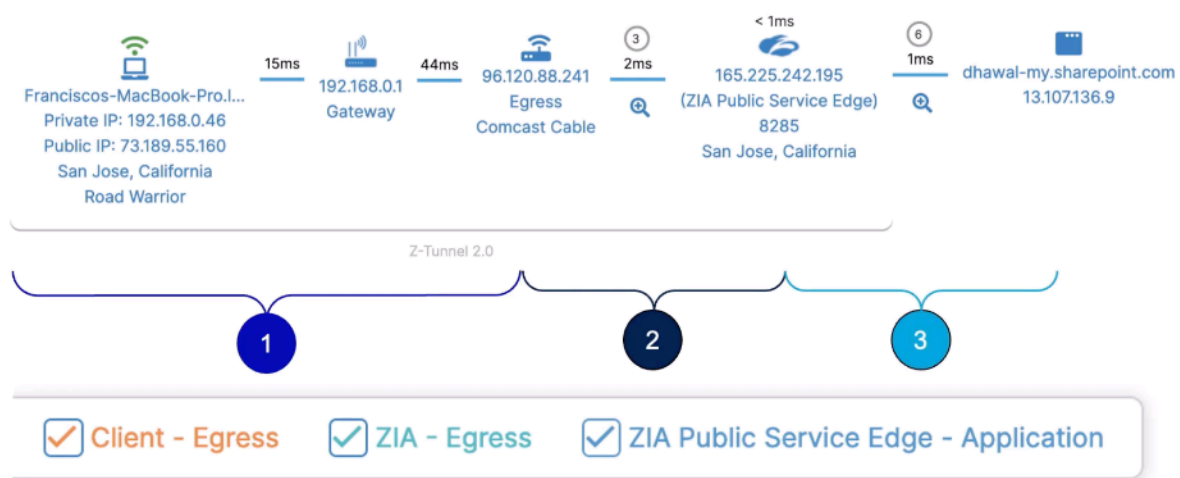 < 1ms
3
6
15ms
44ms
2ms
1ms
Franciscos-MacBook-Pro.l...
Private IP: 192.168.0.46
Public IP: 73.189.55.160
San Jose, California
Road Warrior
192.168.0.1
Gateway
96.120.88.241
Egress
Comcast Cable
165.225.242.195
(ZIA Public Service Edge)
8285
San Jose, California
dhawal-my.sharepoint.com
13.107.136.9
Z-Tunnel 2.0
1
2
3
Client - Egress
ZIA - Egress
ZIA Public Service Edge - Application